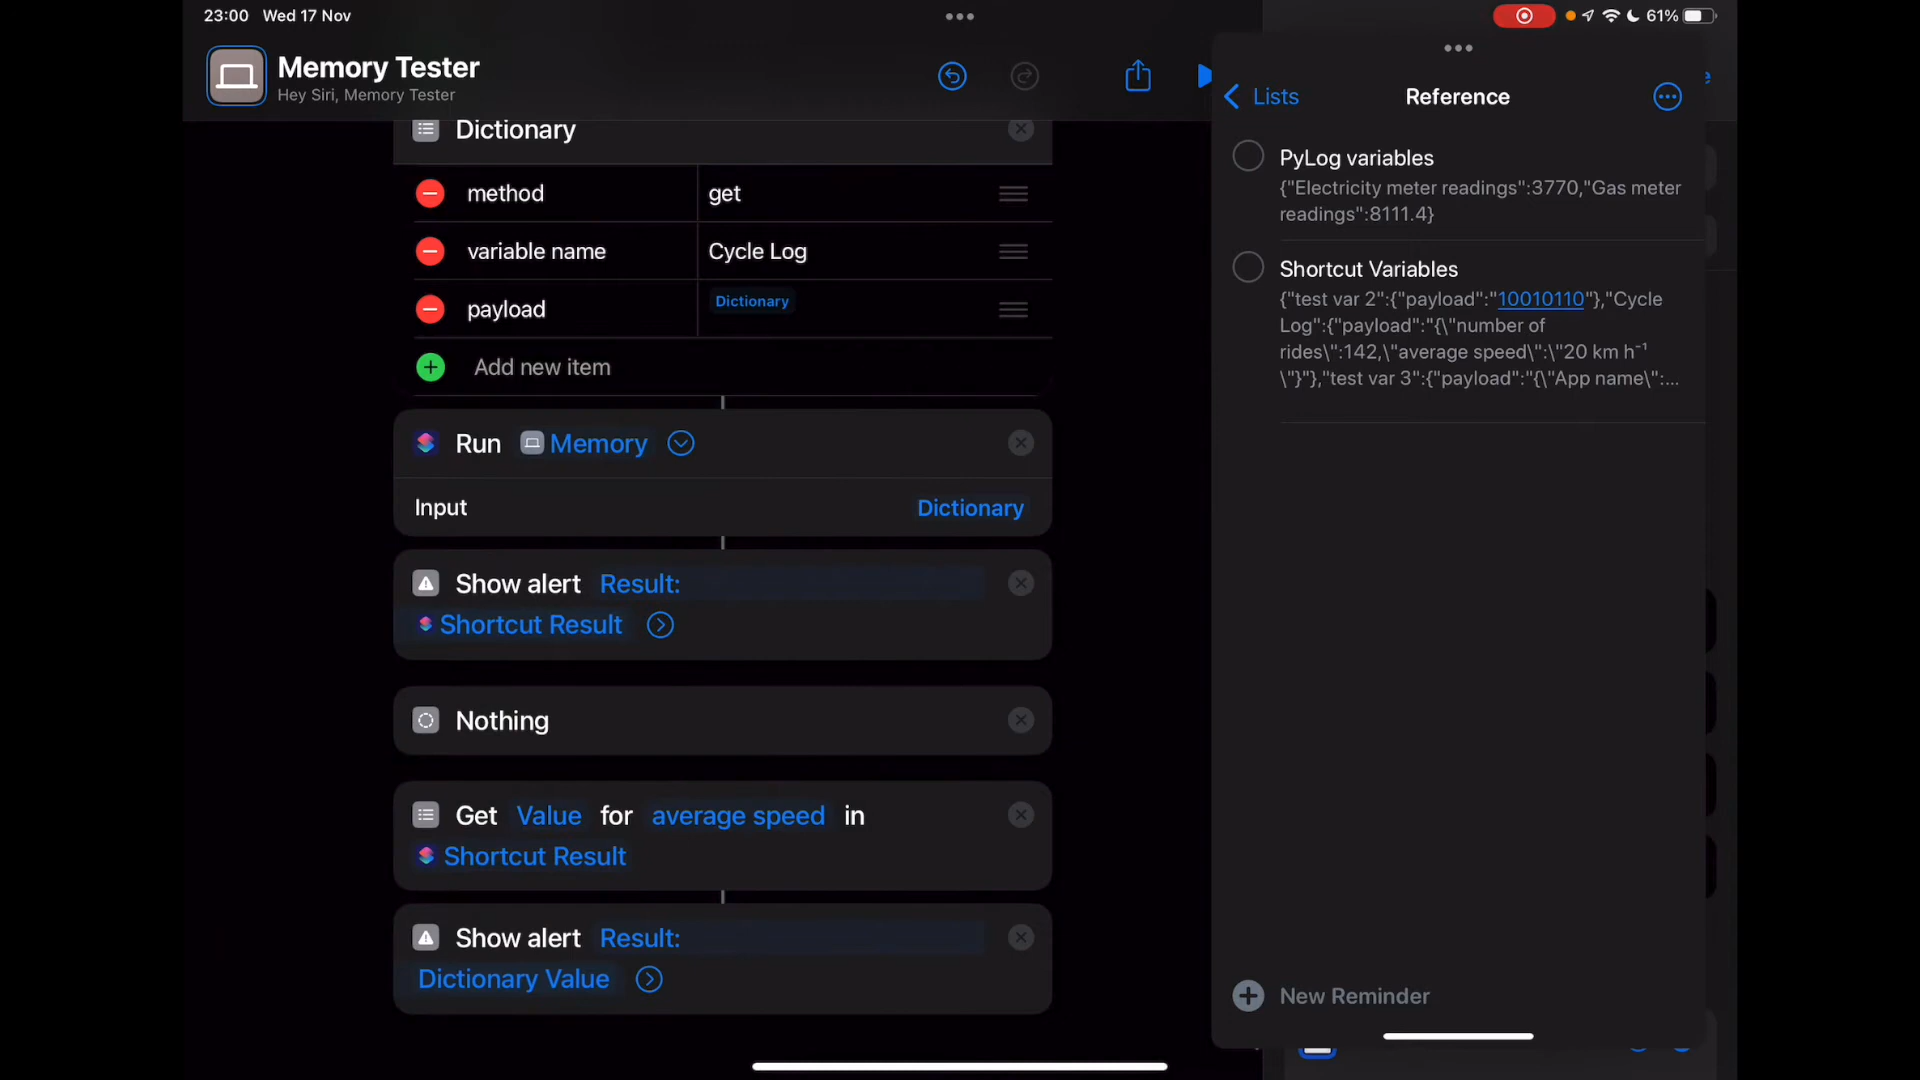 23:00 Wed 17 Nov
61%
Memory Tester
Hey Siri, Memory Tester
Dictionary
method get
variable name Cycle Log
payload Dictionary
Add new item
Run Memory
Input Dictionary
Show alert Result:
Shortcut Result
Nothing
Get Value for average speed in
Shortcut Result
Show alert Result:
Dictionary Value
Lists Reference
PyLog variables
{"Electricity meter readings":3770,"Gas meter
readings":8111.4}
Shortcut Variables
{"test var 2":{"payload":"10010110"},"Cycle
Log":{"payload":"{\"number of
rides\":142,\"average speed\":\"20 km h⁻¹
\"}"},"test var 3":{"payload":"{\"App name\":...
New Reminder